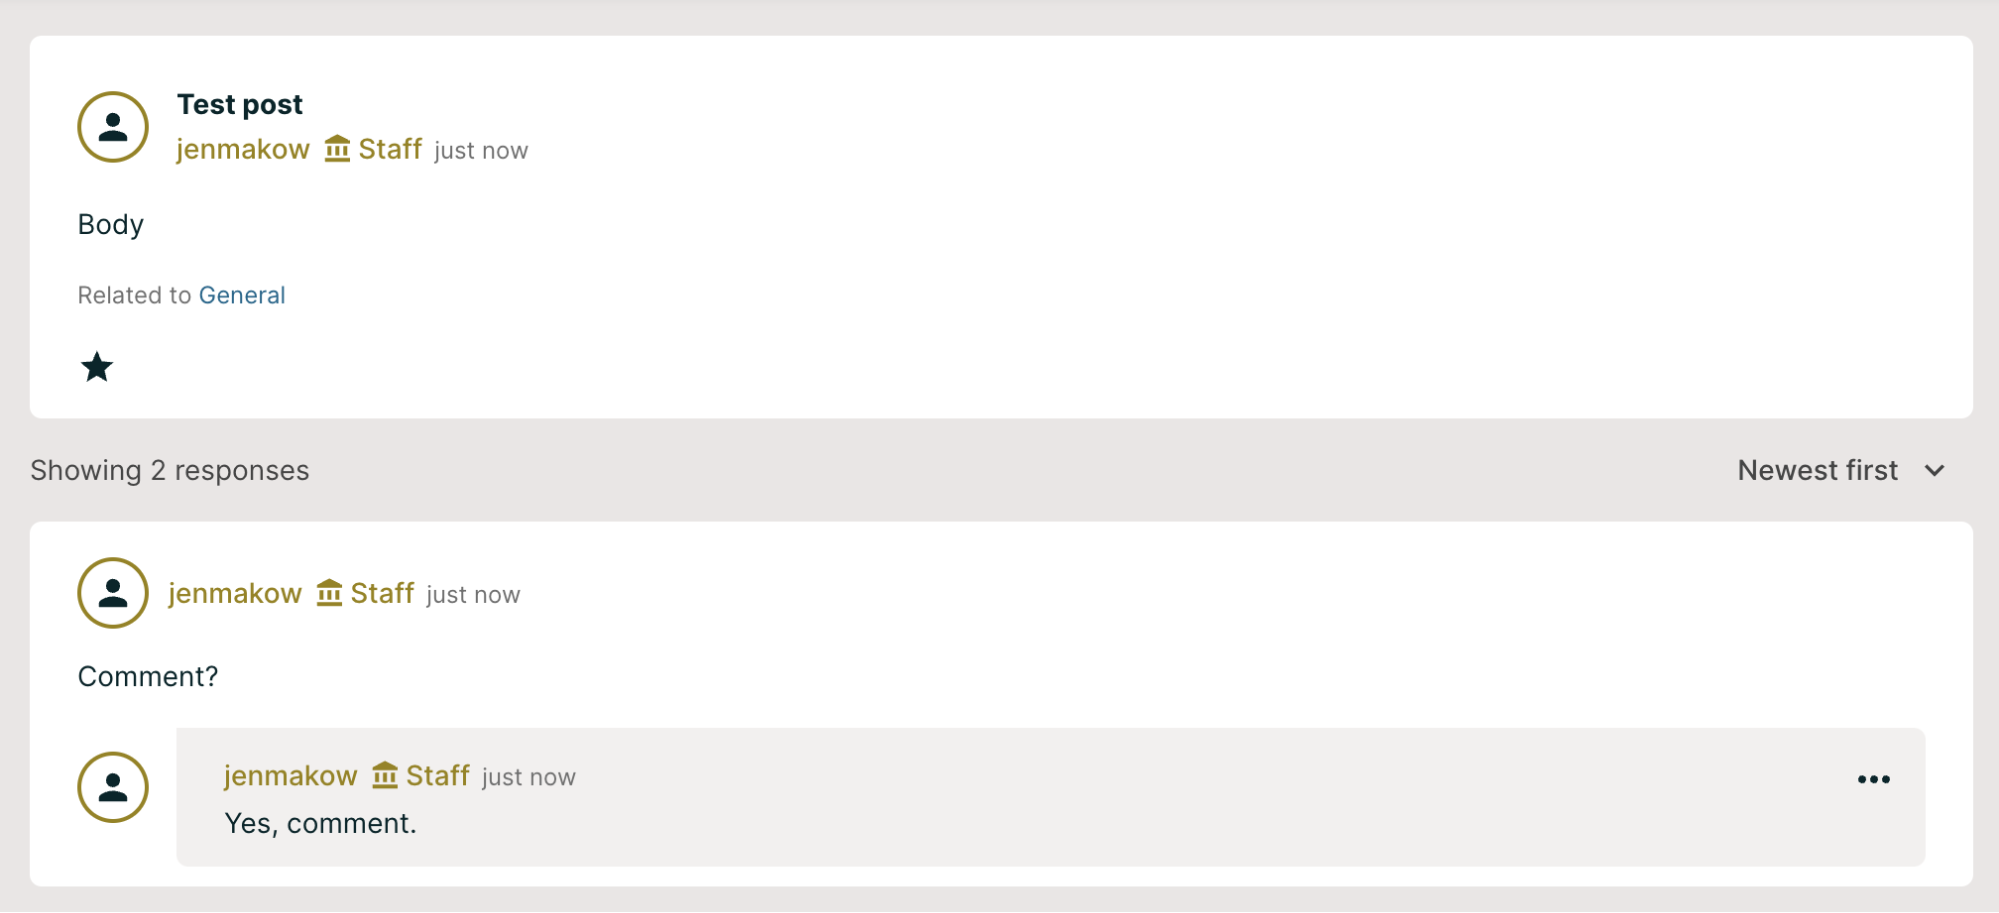 Test post
jenmakow Staff just now
Body
Related to General
Showing 2 responses
Newest first
jenmakow Staff just now
Comment?
jenmakow Staff just now
Yes, comment.